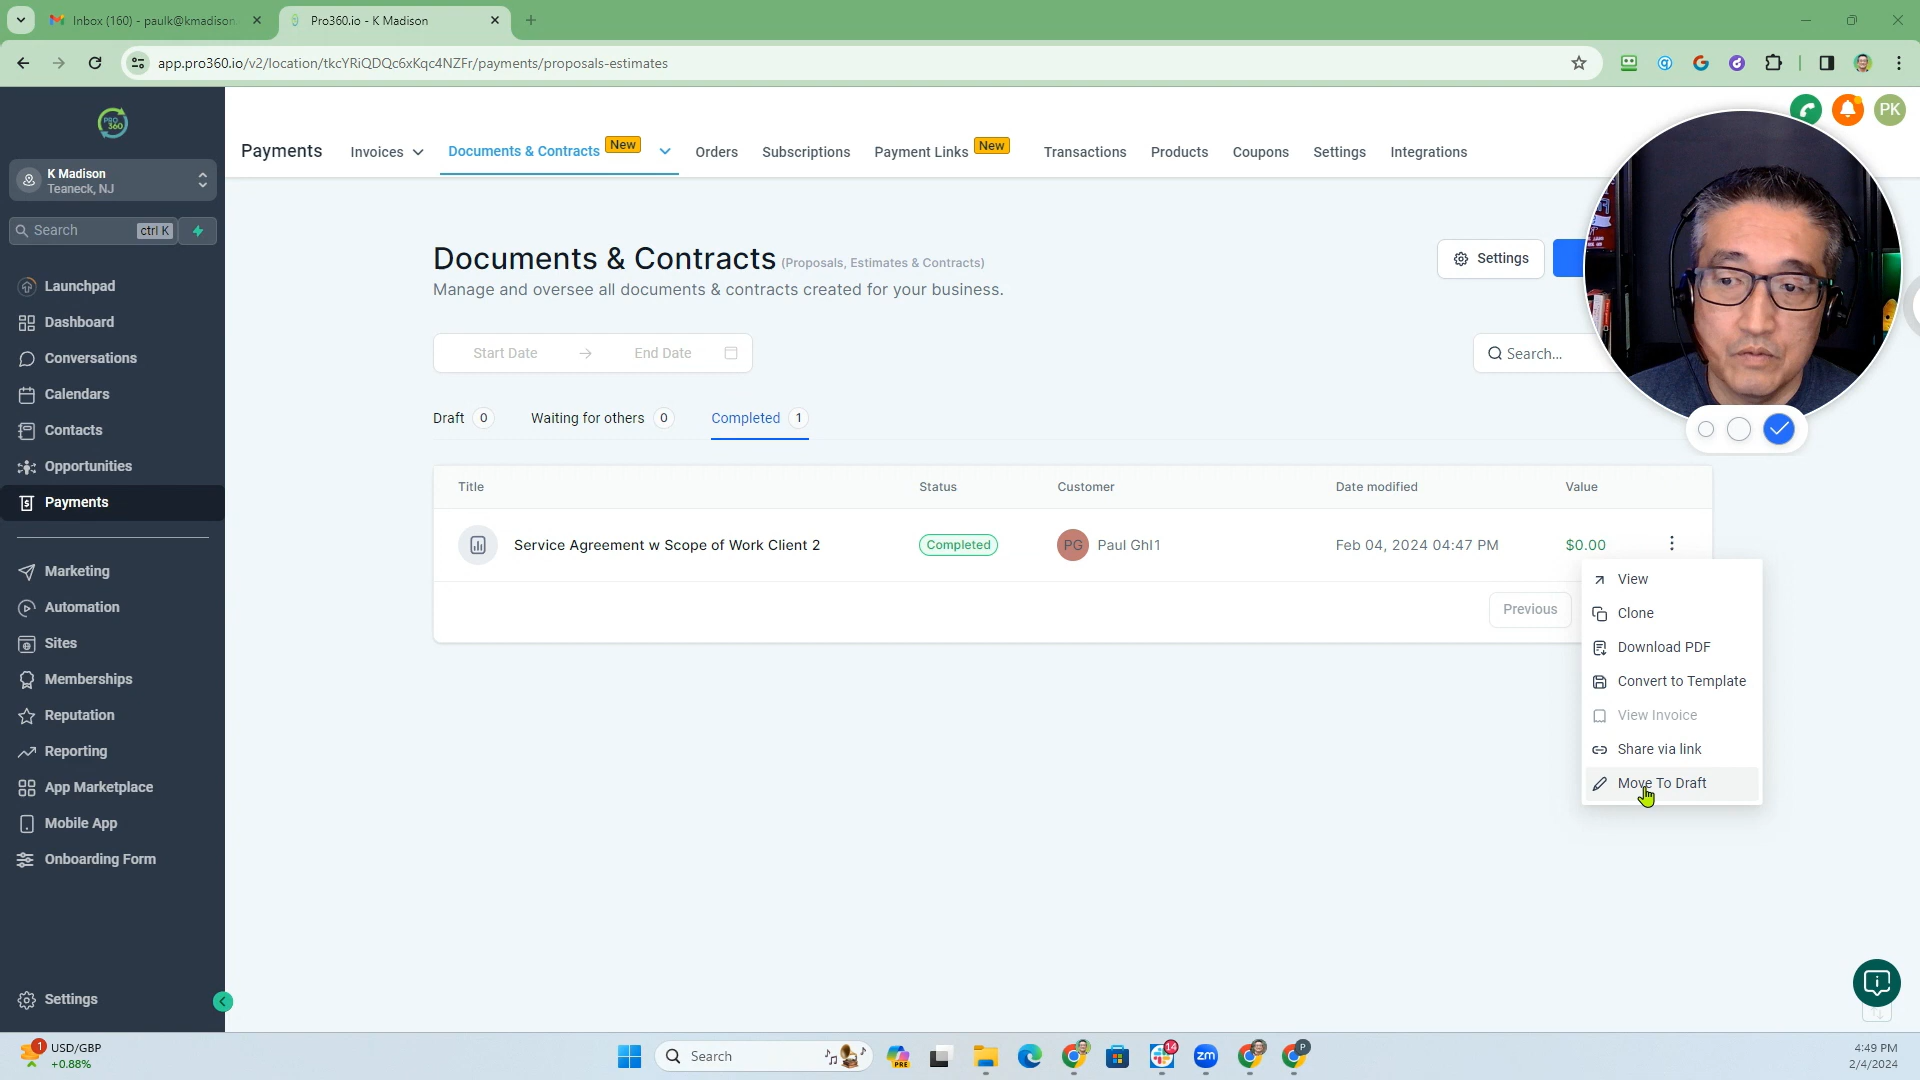 Inbox (160) - paulk@kmadison
Pro360.io - K Madison
app.pro360.io/v2/location/tkcYRiQDQc6xKqc4NZFr/payments/proposals-estimates
PRO 360
K Madison
Teaneck, NJ
Search
ctrl K
Launchpad
Dashboard
Conversations
Calendars
Contacts
Opportunities
Payments
Marketing
Automation
Sites
Memberships
Reputation
Reporting
App Marketplace
Mobile App
Onboarding Form
Settings
Payments
Invoices
Documents & Contracts New
Orders
Subscriptions
Payment Links New
Transactions
Products
Coupons
Settings
Integrations
PK
Documents & Contracts (Proposals, Estimates & Contracts)
Manage and oversee all documents & contracts created for your business.
Settings
Start Date
End Date
Search...
Draft 0
Waiting for others 0
Completed 1
Title Status Customer Date modified Value
Service Agreement w Scope of Work Client 2 Completed PG Paul Ghl1 Feb 04, 2024 04:47 PM $0.00
Previous
View
Clone
Download PDF
Convert to Template
View Invoice
Share via link
Move To Draft
1
USD/GBP
+0.88%
Search
PRE
14
zm
P
4:49 PM
2/4/2024